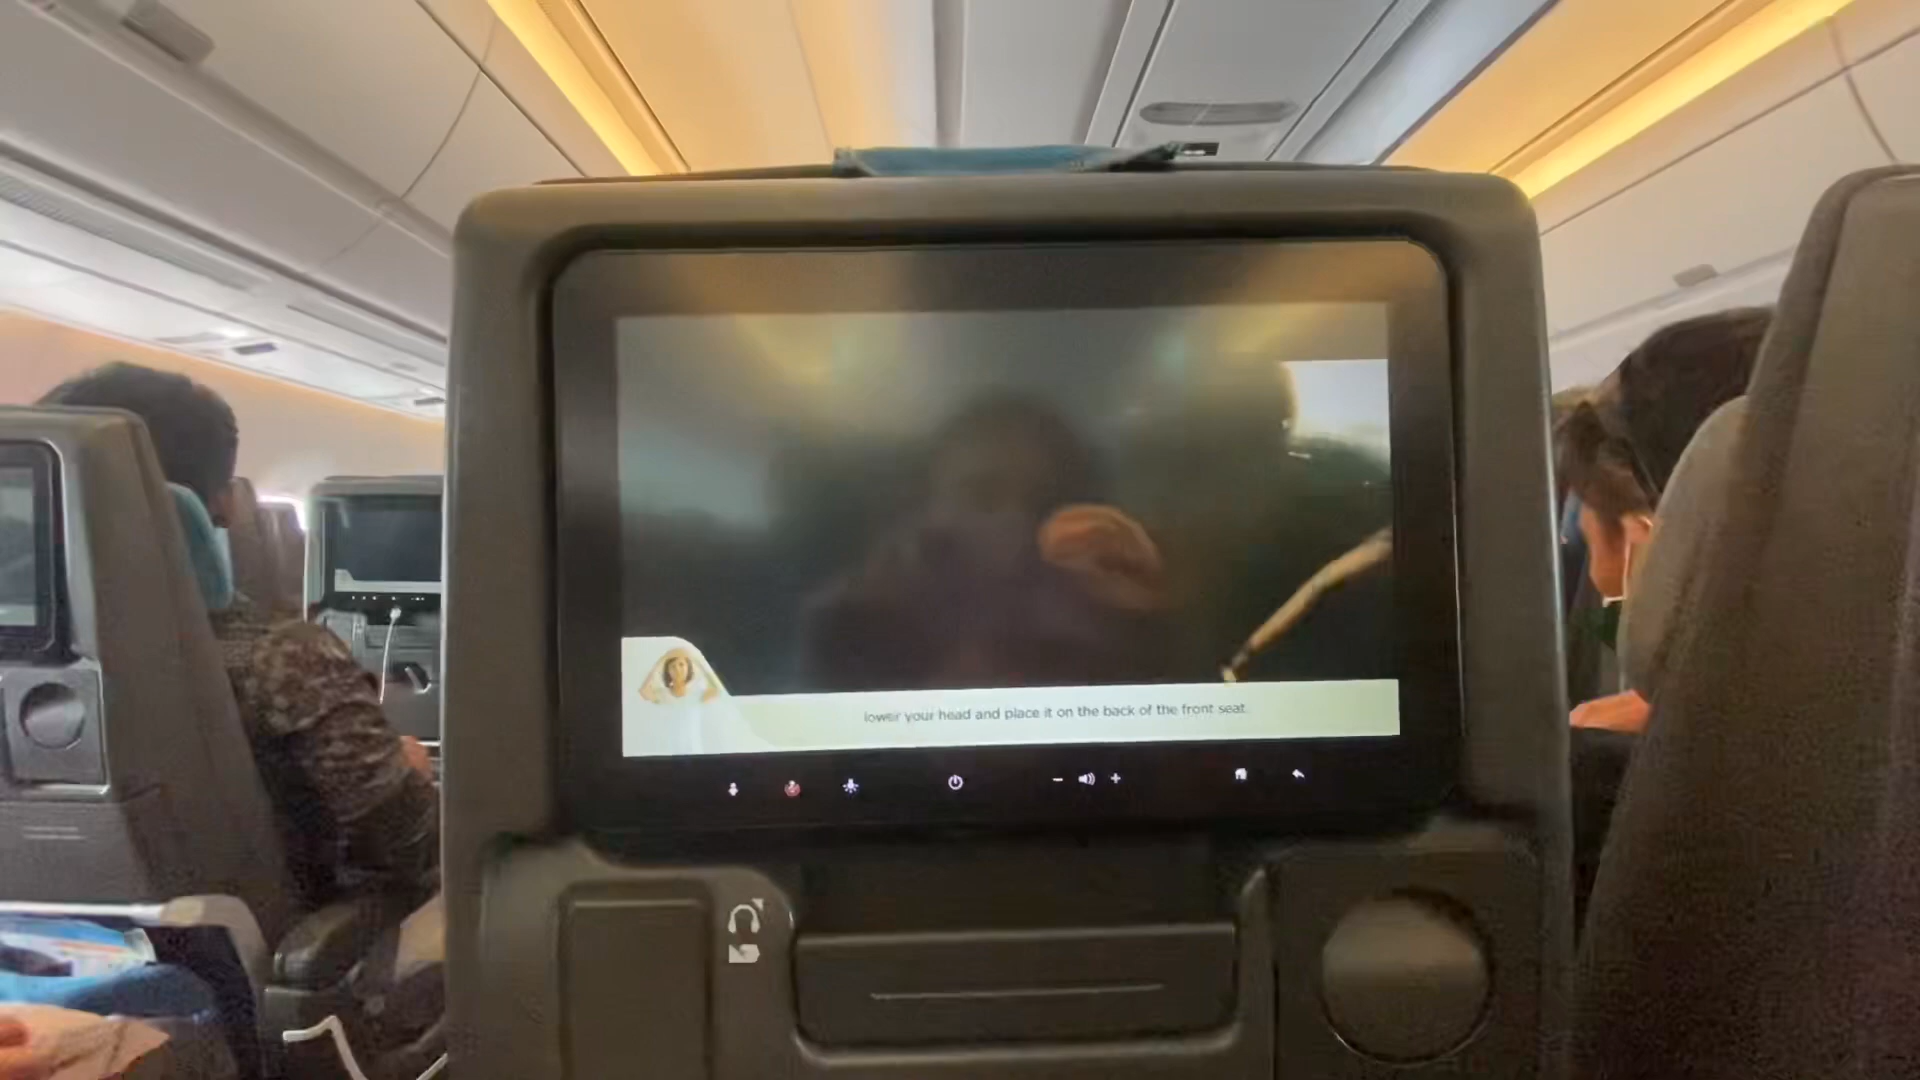 lower your head and place it on the back of the front seat.